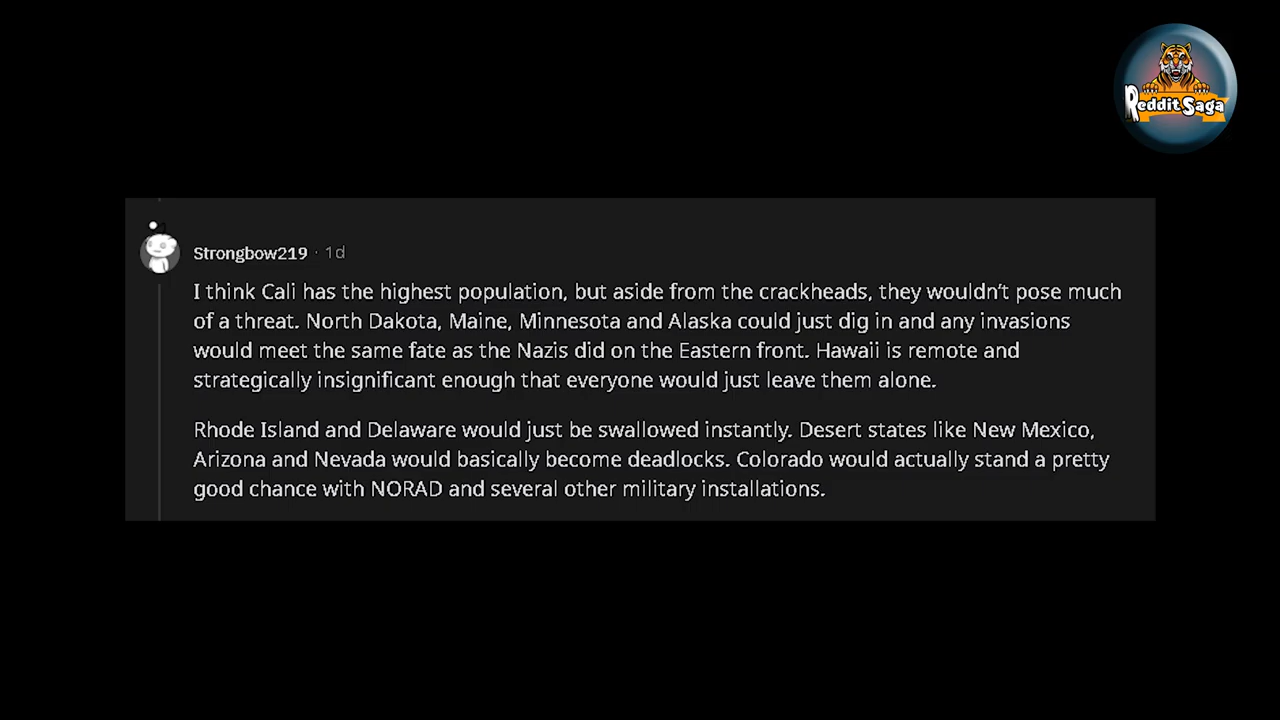 Reddit Saga
Strongbow219 · 1d
I think Cali has the highest population, but aside from the crackheads, they wouldn’t pose much
of a threat. North Dakota, Maine, Minnesota and Alaska could just dig in and any invasions
would meet the same fate as the Nazis did on the Eastern front. Hawaii is remote and
strategically insignificant enough that everyone would just leave them alone.
Rhode Island and Delaware would just be swallowed instantly. Desert states like New Mexico,
Arizona and Nevada would basically become deadlocks. Colorado would actually stand a pretty
good chance with NORAD and several other military installations.